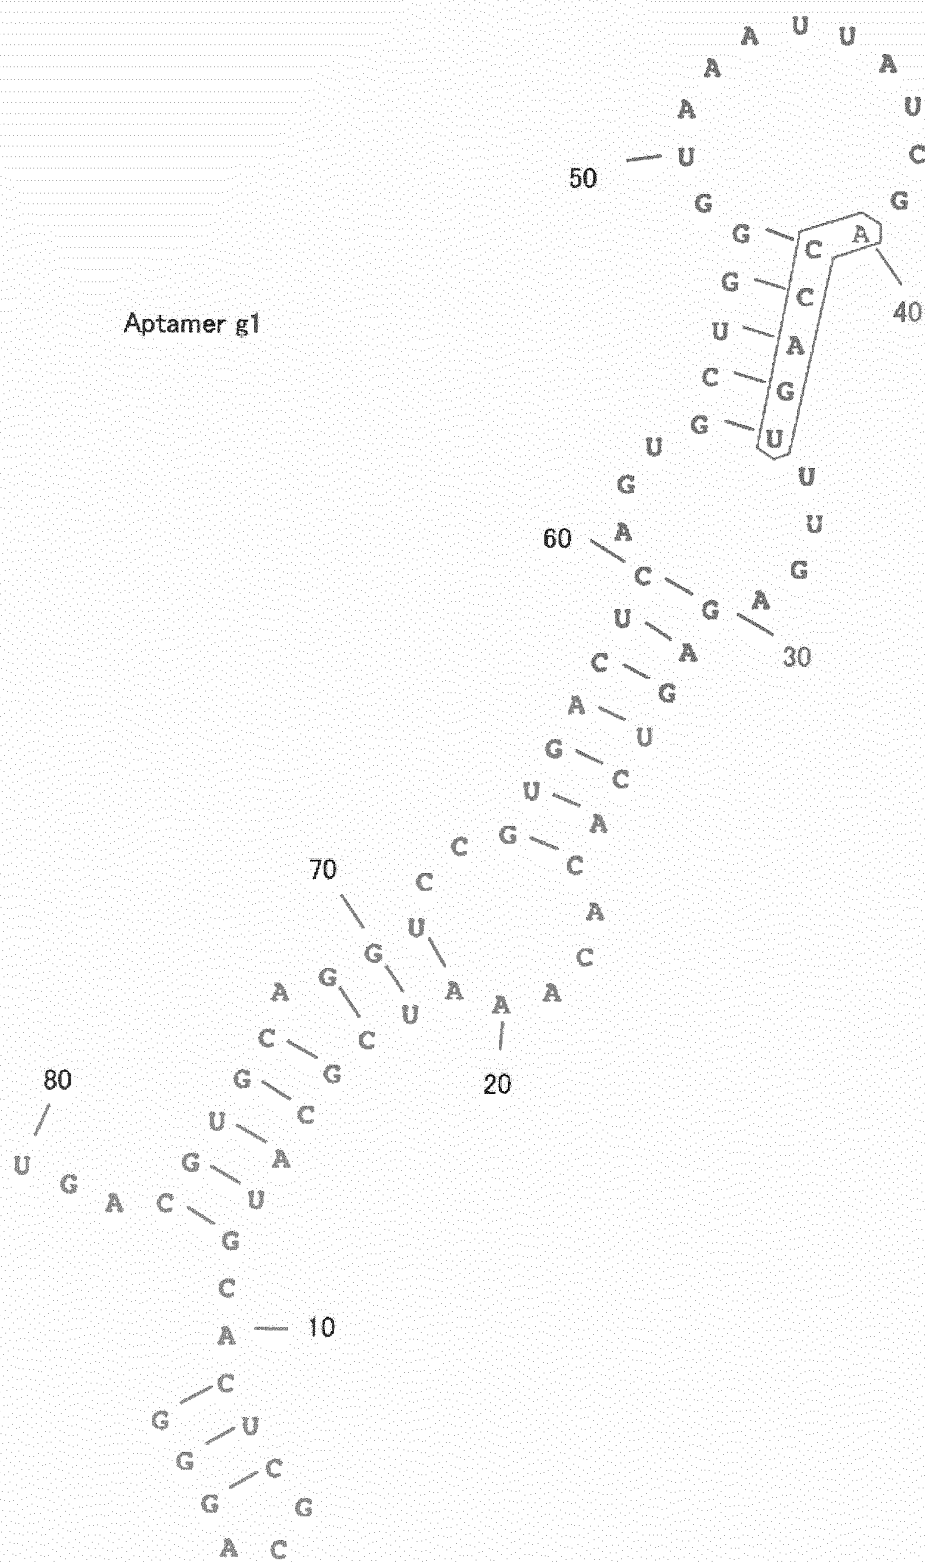 A U U
A A
A U
50 U C
G G
G C A
G C 40
Aptamer g1 U A
C G
G U
U U
G U
60 A G
C G A
U A 30
C G
A U
G C
U A
C G C
70 C A
U C
G A A A
A G U
C C
80 G G 20
U C
U G A
G A C U
G
C
A 10
C
G U
G C
G G
A C